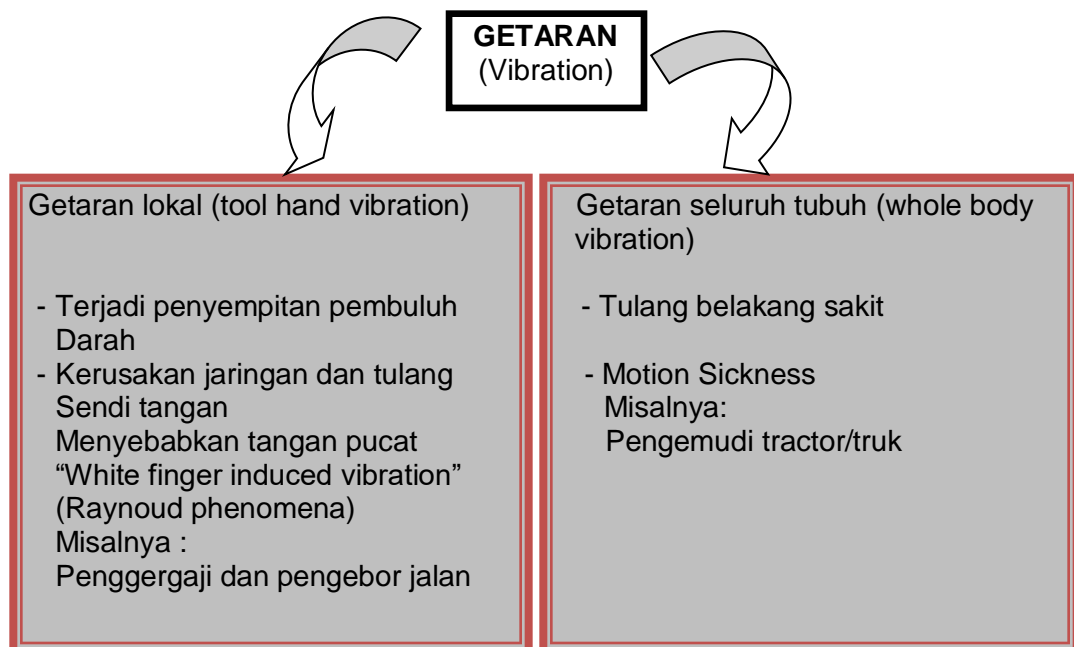 GETARAN
(Vibration)
Getaran lokal (tool hand vibration)
- Terjadi penyempitan pembuluh
Darah
- Kerusakan jaringan dan tulang
Sendi tangan
Menyebabkan tangan pucat
“White finger induced vibration”
(Raynoud phenomena)
Misalnya :
Penggergaji dan pengebor jalan
Getaran seluruh tubuh (whole body
vibration)
- Tulang belakang sakit
- Motion Sickness
Misalnya:
Pengemudi tractor/truk